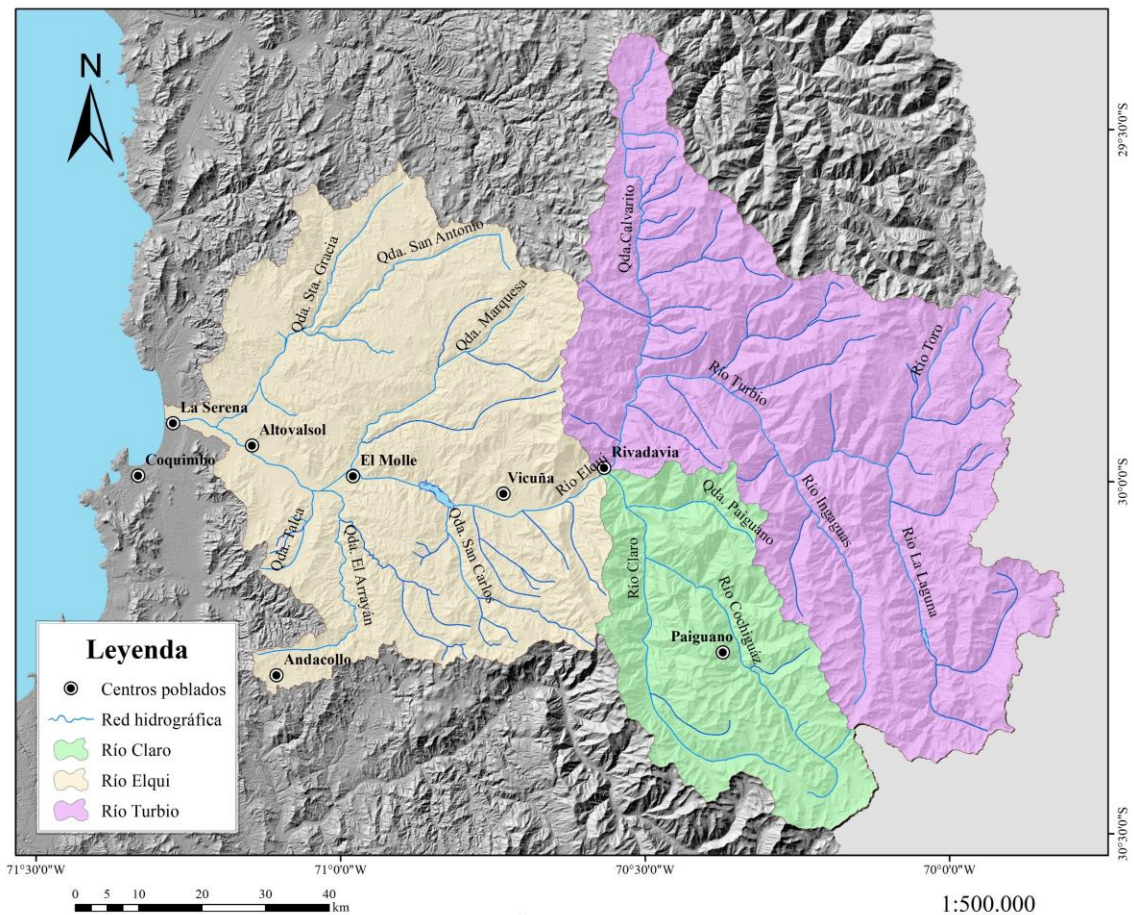 N
29°30'0"S
Qda.Calvarito
Qda. Sta. Gracia
Qda. San Antonio
Qda. Marquesa
Río Toro
Río Turbio
La Serena
Altovalsol
Coquimbo
El Molle
Vicuña
Río Elqui
Rivadavia
30°0'0"S
Qda. Talca
Qda. El Arrayán
Qda. San Carlos
Qda. Paiguano
Río Ingaguas
Río Claro
Río Cochiguáz
Río La Laguna
Paiguano
Andacollo
Leyenda
Centros poblados
Red hidrográfica
Río Claro
Río Elqui
Río Turbio
30°30'0"S
71°30'0"W
71°0'0"W
70°30'0"W
70°0'0"W
0 5 10 20 30 40
km
1:500.000